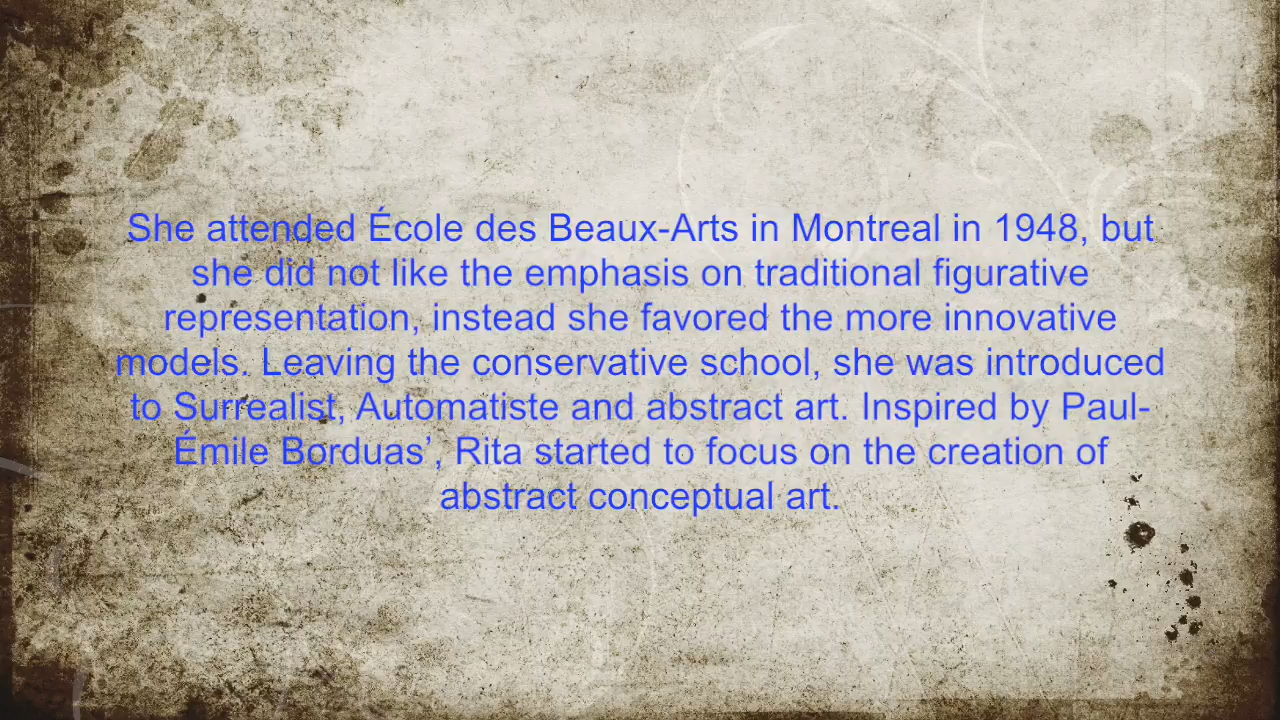 She attended École des Beaux-Arts in Montreal in 1948, but
she did not like the emphasis on traditional figurative
representation, instead she favored the more innovative
models. Leaving the conservative school, she was introduced
to Surrealist, Automatiste and abstract art. Inspired by Paul-
Émile Borduas’, Rita started to focus on the creation of
abstract conceptual art.